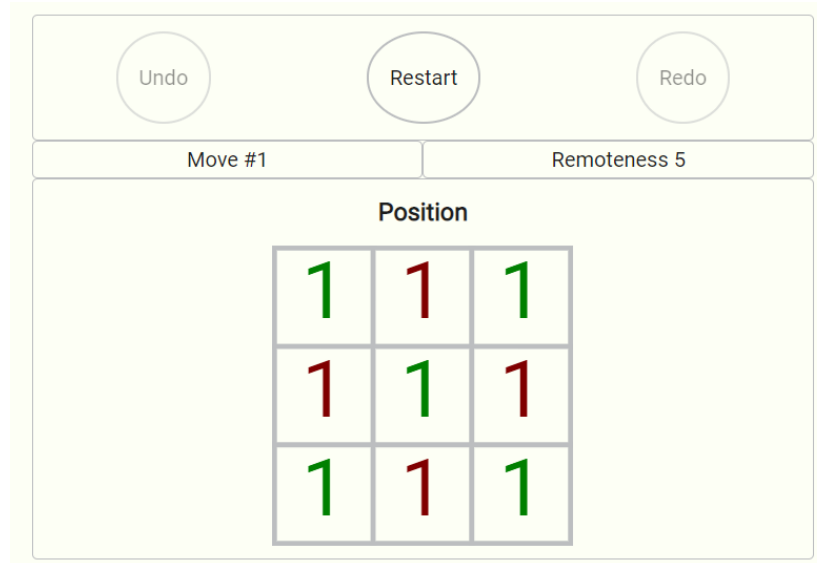 Undo Restart Redo
Move #1 Remoteness 5
Position
1 1 1
1 1 1
1 1 1